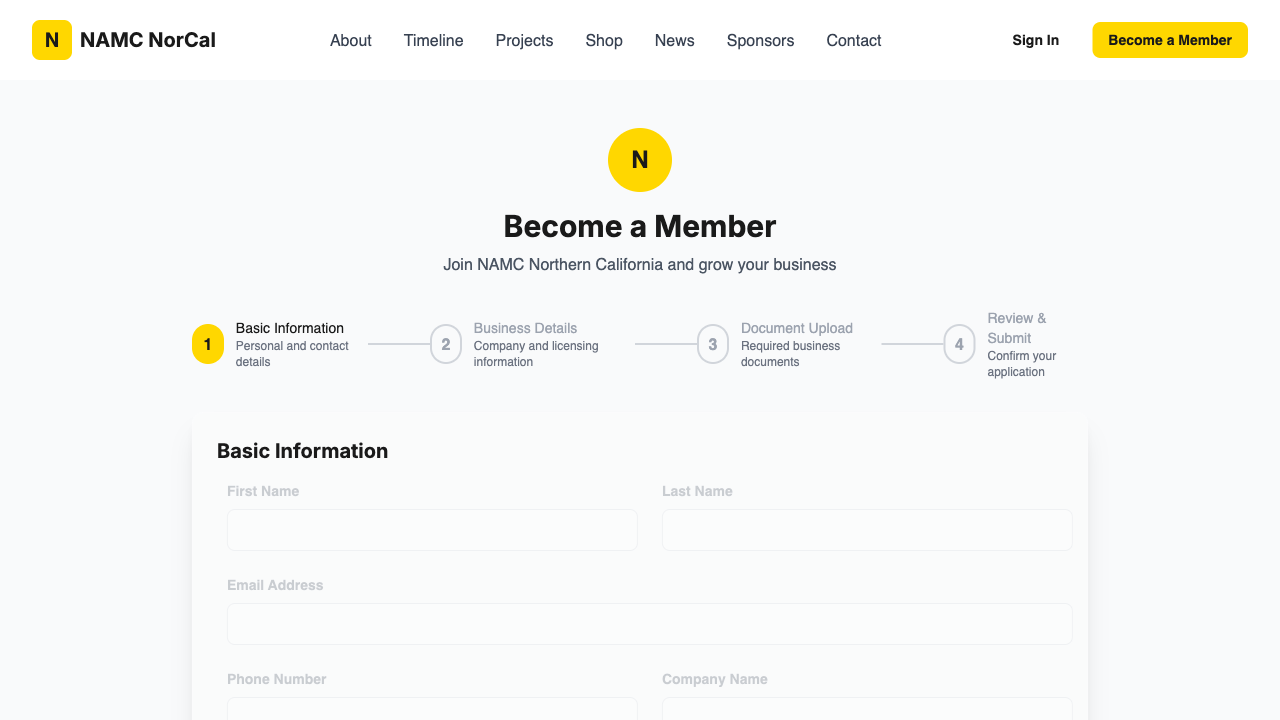 N NAMC NorCal About Timeline Projects Shop News Sponsors Contact Sign In Become a Member
N
Become a Member
Join NAMC Northern California and grow your business
1 Basic Information
Personal and contact
details
2 Business Details
Company and licensing
information
3 Document Upload
Required business
documents
4 Review &
Submit
Confirm your
application
Basic Information
First Name Last Name
Email Address
Phone Number Company Name